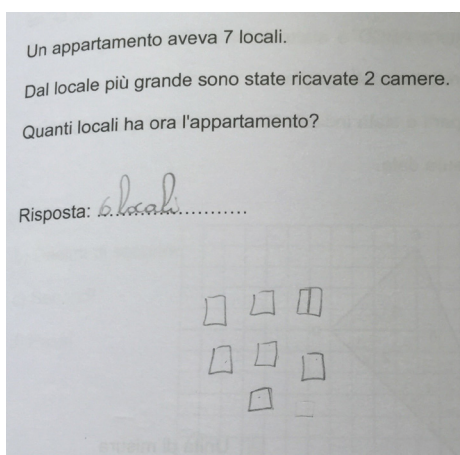 Un appartamento aveva 7 locali.
Dal locale più grande sono state ricavate 2 camere.
Quanti locali ha ora l'appartamento?
Risposta: 6 locali